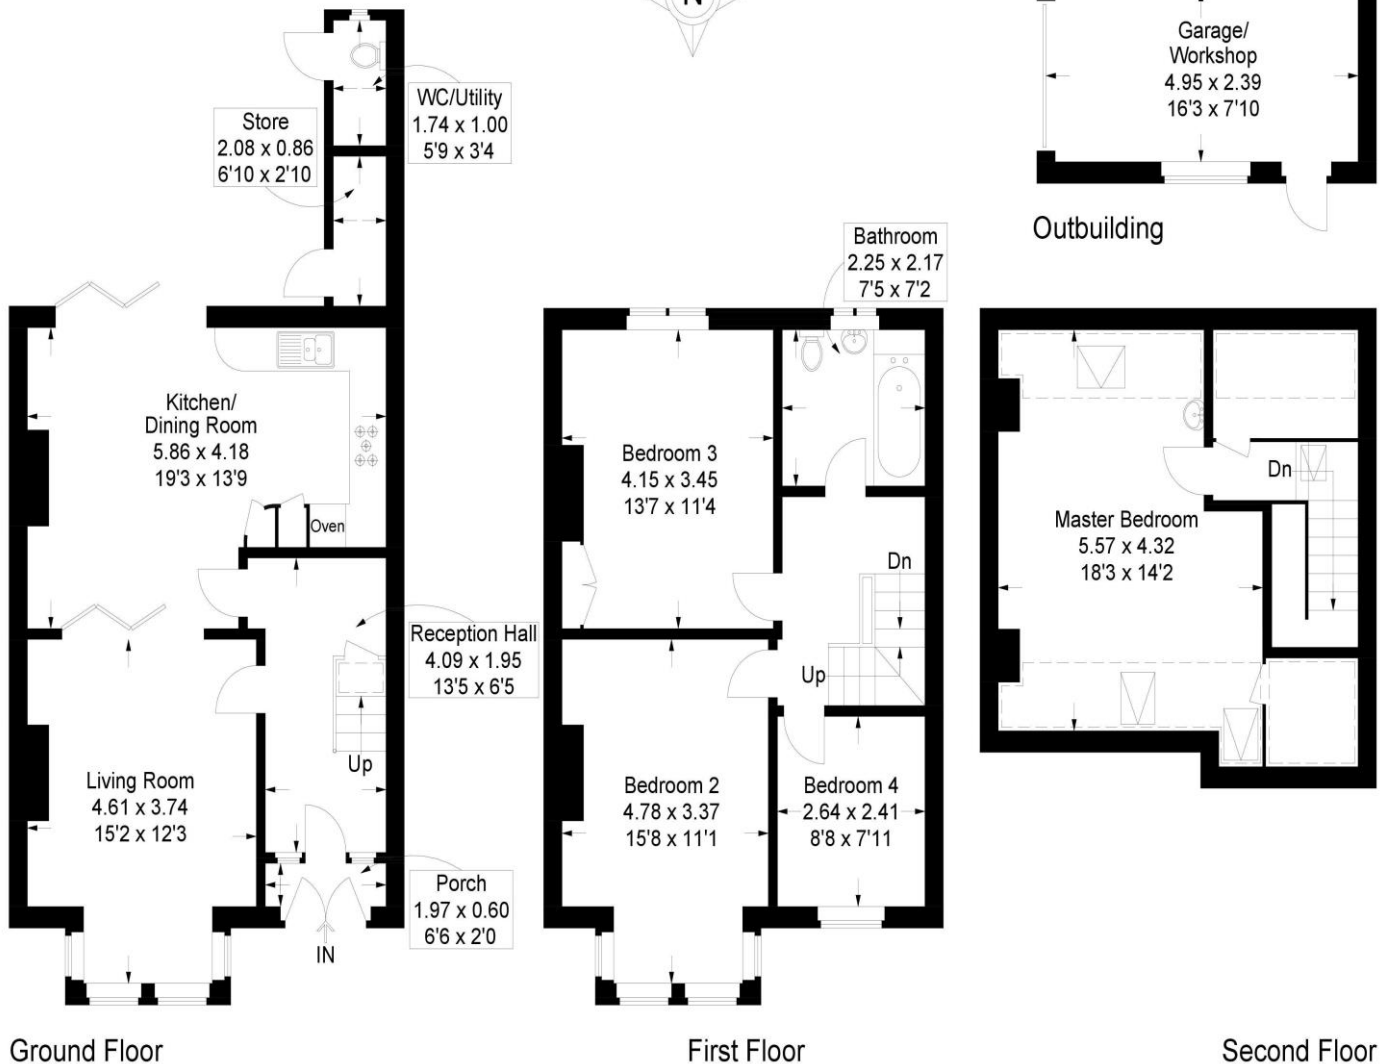 N
Garage/
Workshop
4.95 x 2.39
16'3 x 7'10
Outbuilding
WC/Utility
1.74 x 1.00
5'9 x 3'4
Store
2.08 x 0.86
6'10 x 2'10
Kitchen/
Dining Room
5.86 x 4.18
19'3 x 13'9
Oven
Reception Hall
4.09 x 1.95
13'5 x 6'5
Up
Living Room
4.61 x 3.74
15'2 x 12'3
Porch
1.97 x 0.60
6'6 x 2'0
IN
Ground Floor
Bathroom
2.25 x 2.17
7'5 x 7'2
Bedroom 3
4.15 x 3.45
13'7 x 11'4
Dn
Up
Bedroom 2
4.78 x 3.37
15'8 x 11'1
Bedroom 4
2.64 x 2.41
8'8 x 7'11
First Floor
Dn
Master Bedroom
5.57 x 4.32
18'3 x 14'2
Second Floor